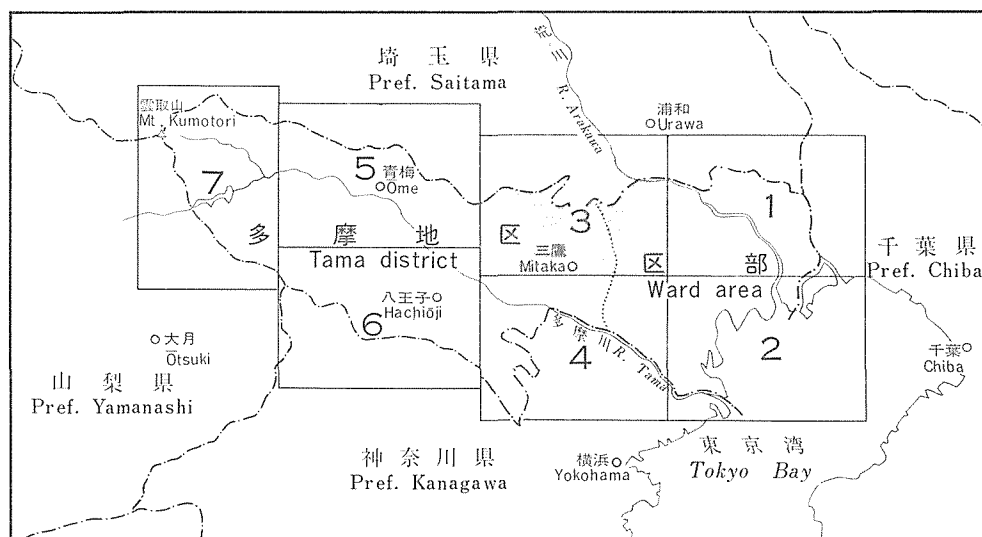 埼玉県
Pref. Saitama
荒川
R. Arakawa
浦和
Urawa
雲取山
Mt. Kumotori
5
青梅
Ōme
7
3
1
多摩地区
Tama district
三鷹
Mitaka
区部
Ward area
千葉県
Pref. Chiba
八王子
Hachiōji
6
多摩川 R. Tama
4
2
大月
Ōtsuki
千葉
Chiba
山梨県
Pref. Yamanashi
神奈川県
Pref. Kanagawa
横浜
Yokohama
東京湾
Tokyo Bay